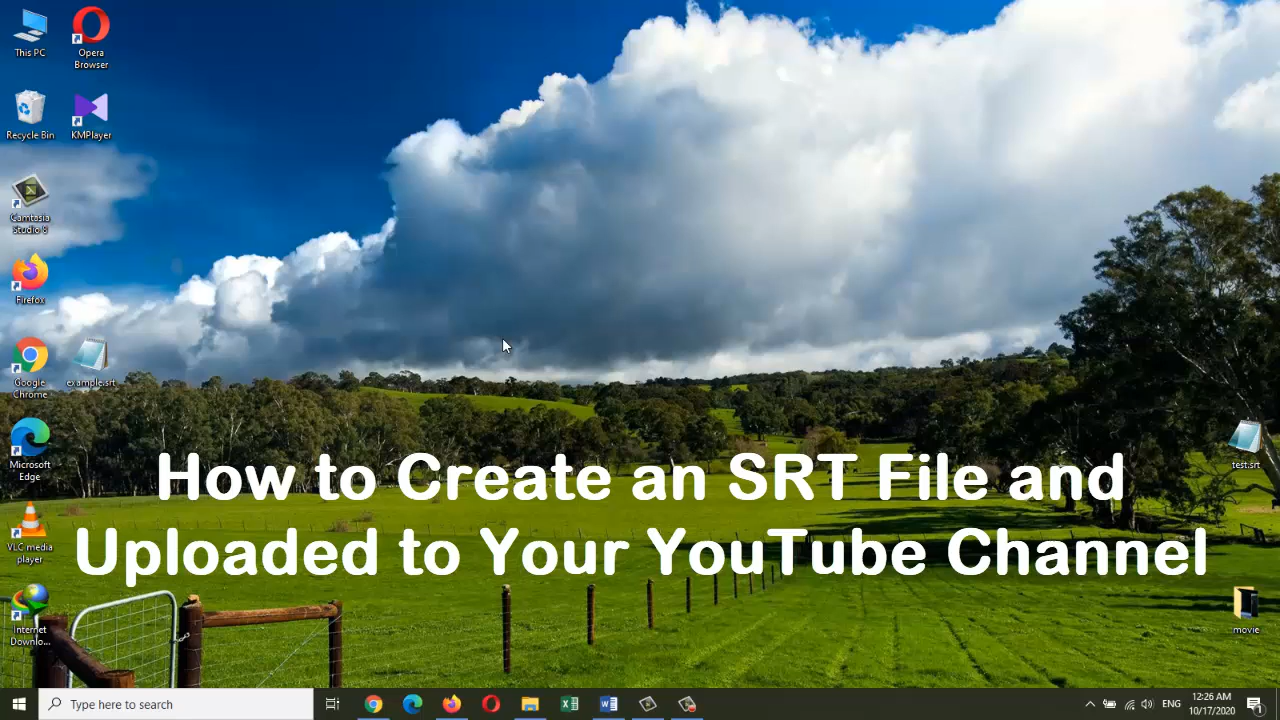 This PC
Opera
Browser
Recycle Bin
KMPlayer
Camtasia
Studio 8
Firefox
Google
Chrome
example.srt
Microsoft
Edge
test.srt
How to Create an SRT File and
Uploaded to Your YouTube Channel
VLC media
player
Internet
Downlo...
movie
Type here to search
ENG
12:26 AM
10/17/2020
1